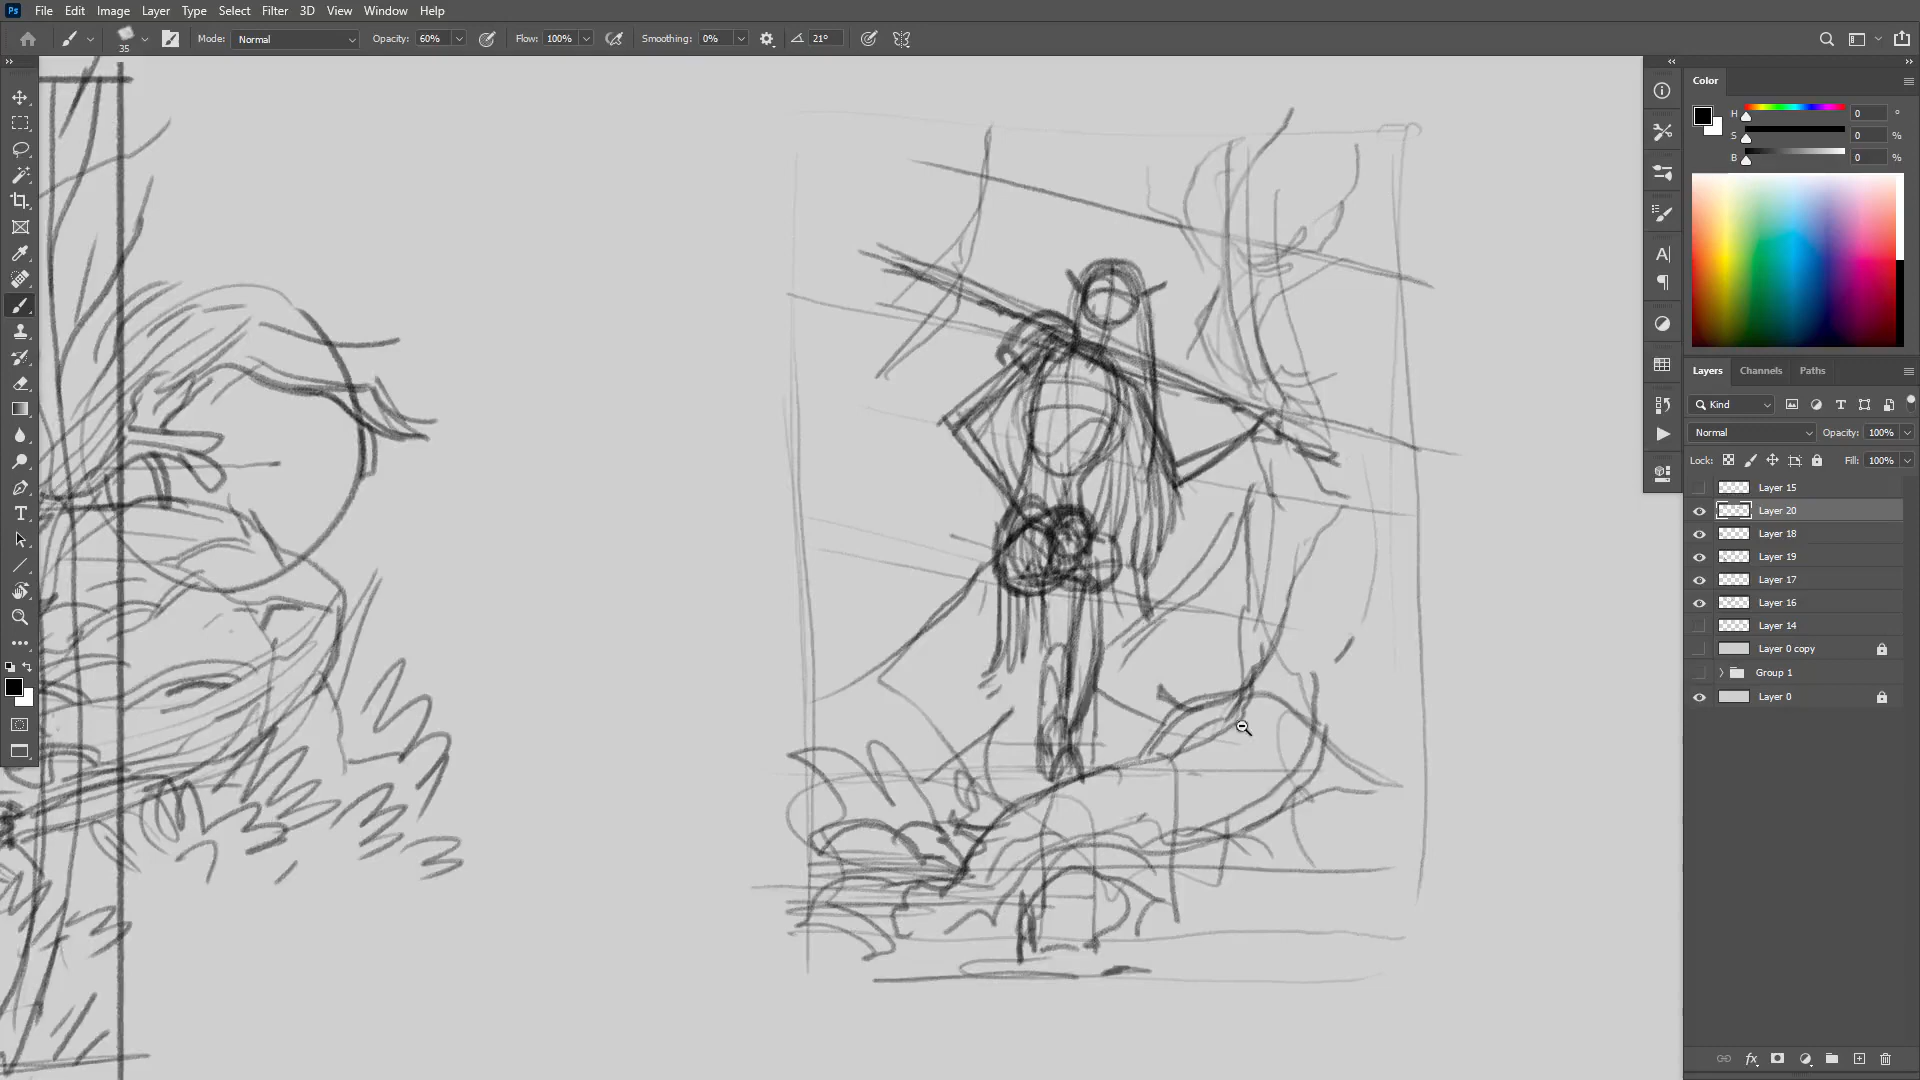 Ps File Edit Image Layer Type Select Filter 3D View Window Help
35 Mode: Normal Opacity: 60% Flow: 100% Smoothing: 0% 21°
Color
H 0 °
S 0 %
B 0 %
Layers Channels Paths
Kind
Normal Opacity: 100%
Lock: Fill: 100%
Layer 15
Layer 20
Layer 18
Layer 19
Layer 17
Layer 16
Layer 14
Layer 0 copy
Group 1
Layer 0